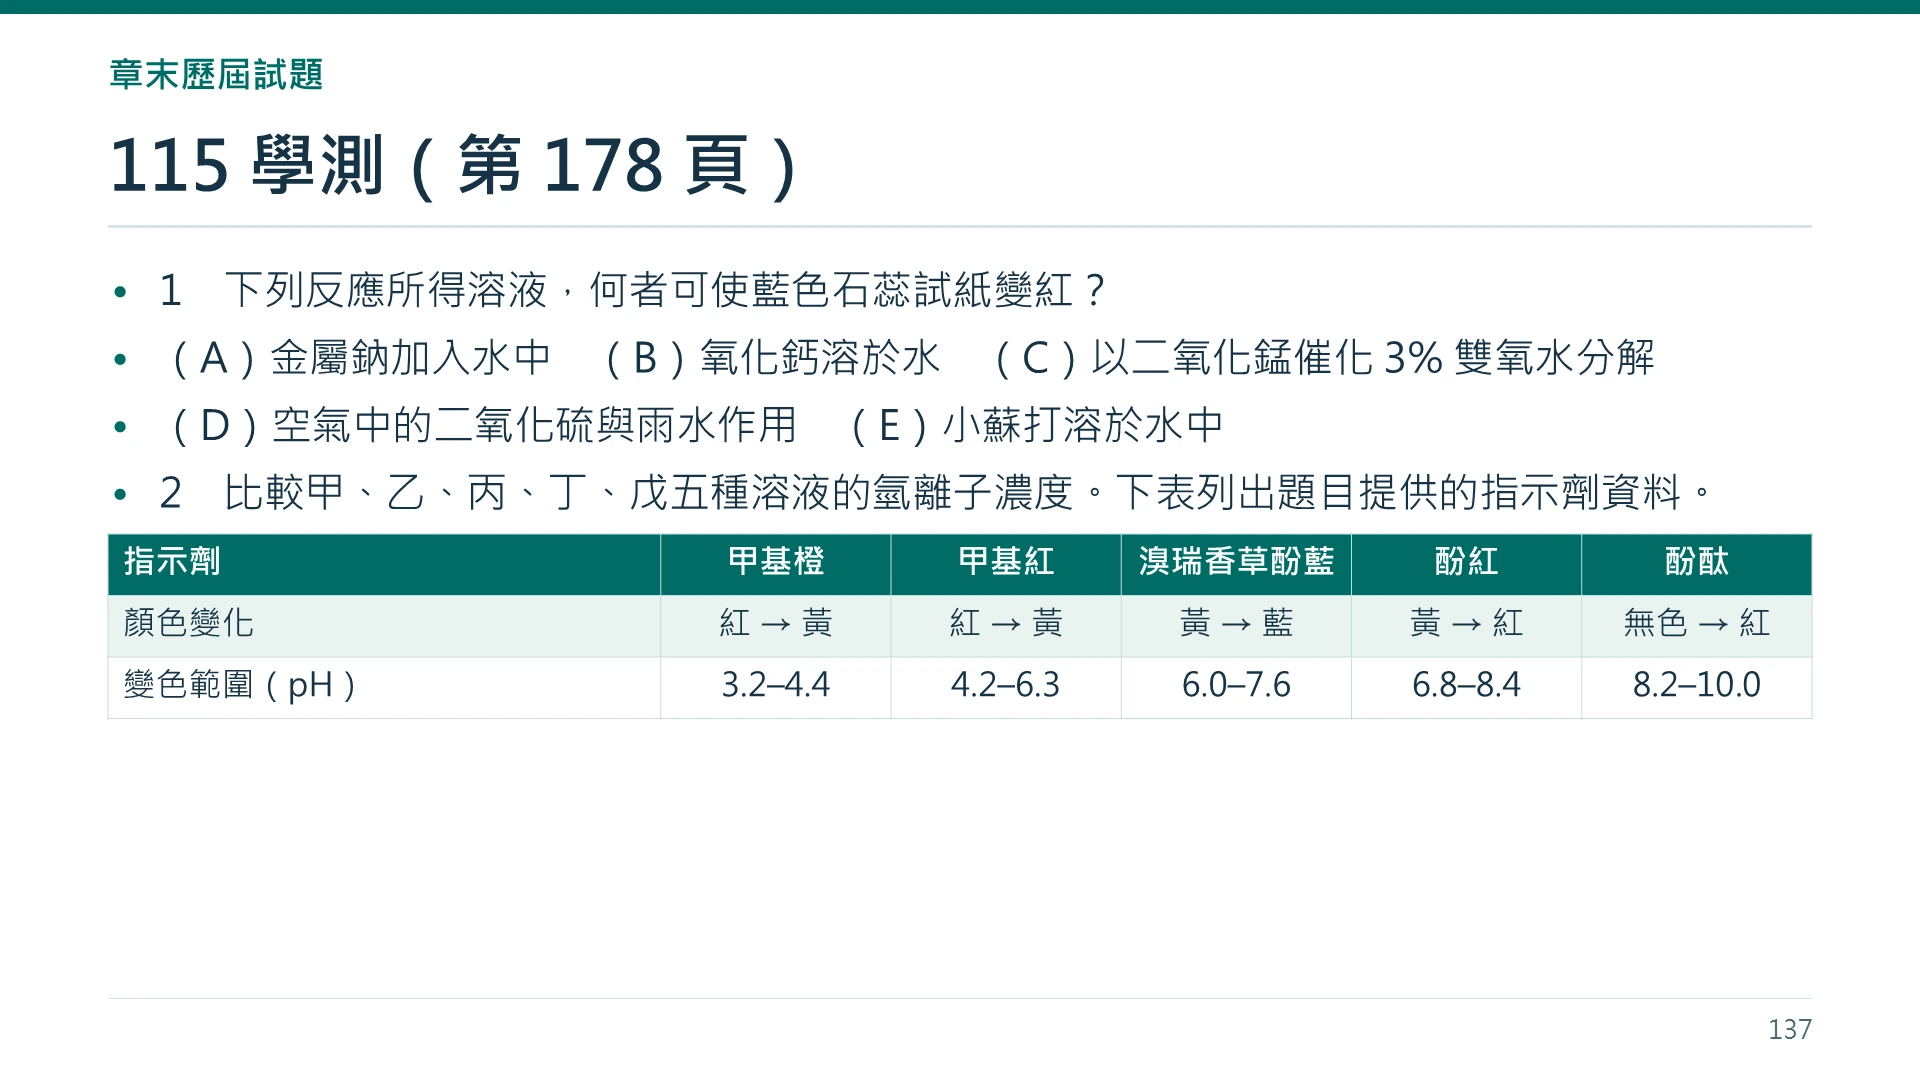 章末歷屆試題
115 學測（第 178 頁）
• 1　下列反應所得溶液，何者可使藍色石蕊試紙變紅？
• （A）金屬鈉加入水中　（B）氧化鈣溶於水　（C）以二氧化錳催化 3% 雙氧水分解
• （D）空氣中的二氧化硫與雨水作用　（E）小蘇打溶於水中
• 2　比較甲、乙、丙、丁、戊五種溶液的氫離子濃度。下表列出題目提供的指示劑資料。
指示劑 甲基橙 甲基紅 溴瑞香草酚藍 酚紅 酚酞
顏色變化 紅 → 黃 紅 → 黃 黃 → 藍 黃 → 紅 無色 → 紅
變色範圍（pH） 3.2–4.4 4.2–6.3 6.0–7.6 6.8–8.4 8.2–10.0
137